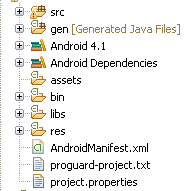 src
gen [Generated Java Files]
Android 4.1
Android Dependencies
assets
bin
libs
res
AndroidManifest.xml
proguard-project.txt
project.properties